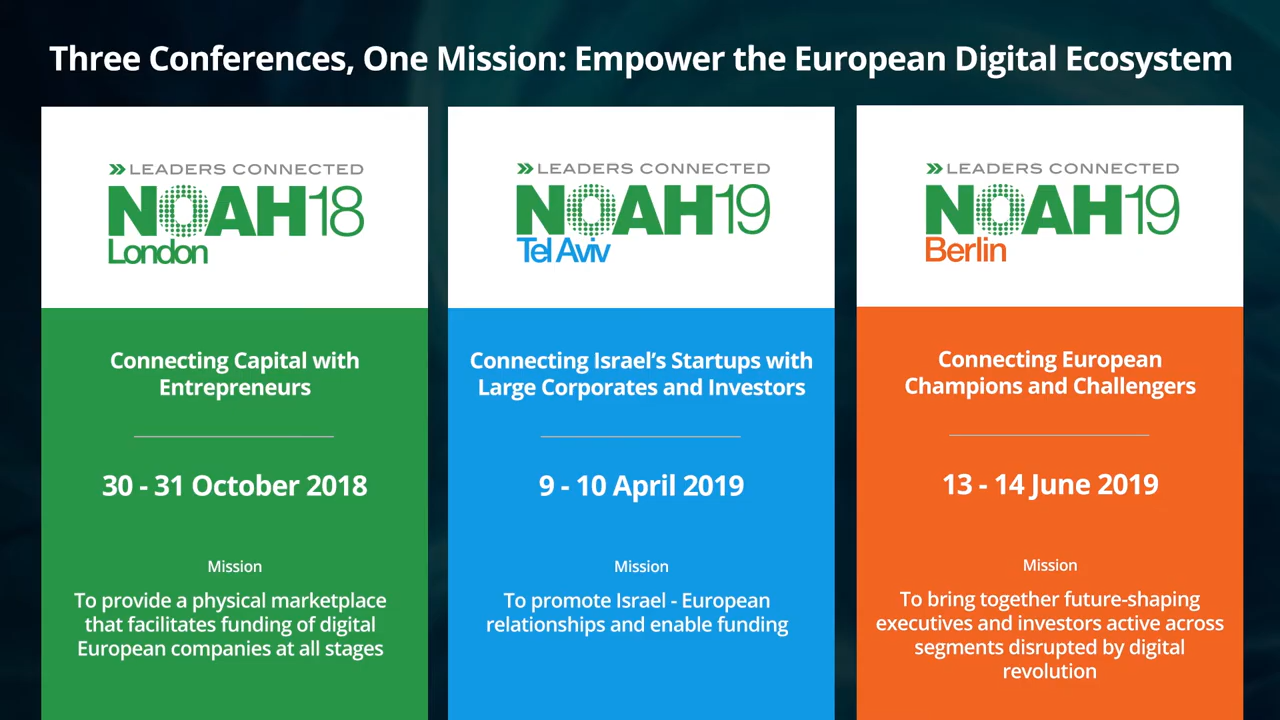 Three Conferences, One Mission: Empower the European Digital Ecosystem
LEADERS CONNECTED
NOAH18
London
Connecting Capital with
Entrepreneurs
30 - 31 October 2018
Mission
To provide a physical marketplace
that facilitates funding of digital
European companies at all stages
LEADERS CONNECTED
NOAH19
Tel Aviv
Connecting Israel’s Startups with
Large Corporates and Investors
9 - 10 April 2019
Mission
To promote Israel - European
relationships and enable funding
LEADERS CONNECTED
NOAH19
Berlin
Connecting European
Champions and Challengers
13 - 14 June 2019
Mission
To bring together future-shaping
executives and investors active across
segments disrupted by digital
revolution